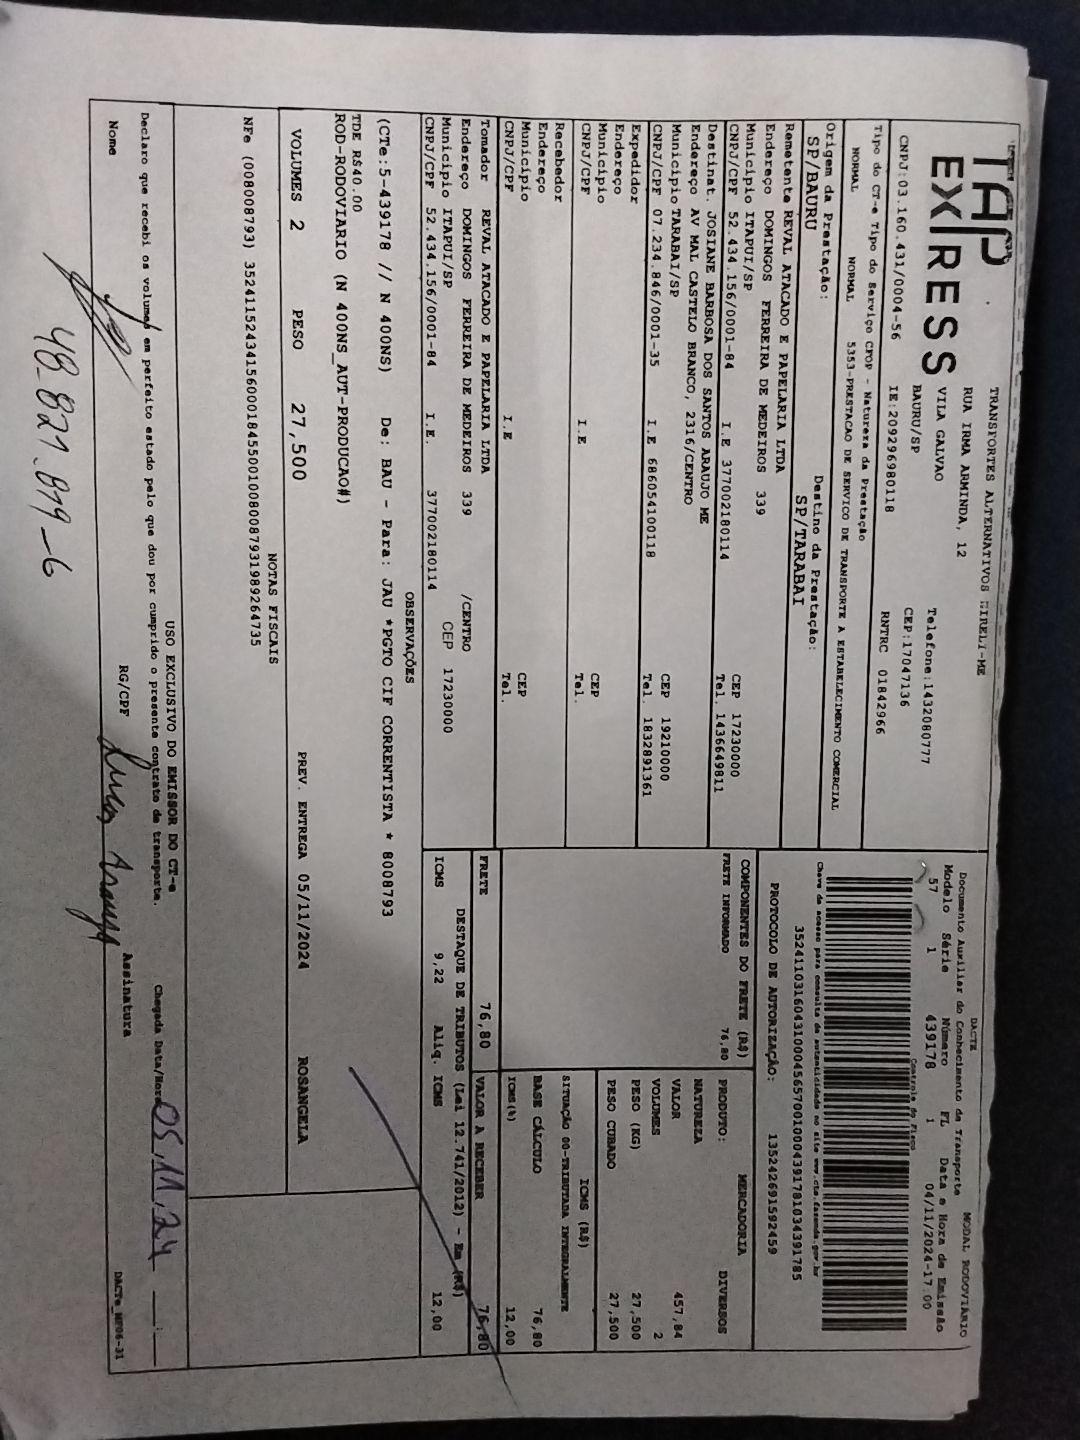 TAP
EXPRESS
TRANSPORTES ALTERNATIVOS EIRELI-ME
RUA IRMA ARMINDA, 12
VILA GALVAO
BAURU/SP
Telefone:1432080777
CEP:17047136
CNPJ:03.160.431/0004-56 IE:209296980118 RNTRC 01842966
Tipo do CT-e Tipo do Serviço CFOP - Natureza da Prestação
NORMAL NORMAL 5353-PRESTACAO DE SERVICO DE TRANSPORTE A ESTABELECIMENTO COMERCIAL
Origem da Prestação: Destino da Prestação:
SP/BAURU SP/TARABAI
Remetente REVAL ATACADO E PAPELARIA LTDA
Endereço DOMINGOS FERREIRA DE MEDEIROS 339
Município ITAPUI/SP CEP 17230000
CNPJ/CPF 52.434.156/0001-84 I.E 377002180114 Tel. 1436649811
Destinat. JOSIANE BARBOSA DOS SANTOS ARAUJO ME
Endereço AV MAL CASTELO BRANCO, 2316/CENTRO
Município TARABAI/SP CEP 19210000
CNPJ/CPF 07.234.846/0001-35 I.E 686054100118 Tel. 1832891361
Expedidor
Endereço
Município CEP
CNPJ/CPF I.E Tel.
Recebedor
Endereço
Município CEP
CNPJ/CPF I.E Tel.
Tomador REVAL ATACADO E PAPELARIA LTDA
Endereço DOMINGOS FERREIRA DE MEDEIROS 339 /CENTRO
Município ITAPUI/SP CEP 17230000
CNPJ/CPF 52.434.156/0001-84 I.E. 377002180114
DACTE MODAL RODOVIÁRIO
Documento Auxiliar do Conhecimento de Transporte
Modelo Série Número FL Data e Hora de Emissão
57 1 439178 1 04/11/2024-17:00
Controle do Fisco
Chave de acesso para consulta de autenticidade no site www.cte.fazenda.gov.br
35241103160431000456570010004391781034391785
PROTOCOLO DE AUTORIZAÇÃO: 135242691592459
COMPONENTES DO FRETE (R$)
FRETE INFORMADO 76,80
FRETE 76,80
PRODUTO: MERCADORIA DIVERSOS
NATUREZA
VALOR 457,84
VOLUMES 2
PESO (KG) 27,500
PESO CUBADO 27,500
ICMS (R$)
SITUAÇÃO 00-TRIBUTADA INTEGRALMENTE
BASE CÁLCULO 76,80
ICMS(%) 12,00
VALOR A RECEBER 76,80
DESTAQUE DE TRIBUTOS (Lei 12.741/2012) - Em (R$)
ICMS 9,22 Aliq. ICMS 12,00
OBSERVAÇÕES
(CTe:5-439178 // N 400NS) De: BAU - Para: JAU *PGTO CIF CORRENTISTA * 8008793
TDE R$40.00
ROD-RODOVIARIO (N 400NS_AUT-PRODUCAO#)
VOLUMES 2 PESO 27,500 PREV. ENTREGA 05/11/2024 ROSANGELA
NOTAS FISCAIS
NFe (008008793) 35241152434156000184550010080087931989264735
USO EXCLUSIVO DO EMISSOR DO CT-e
Declaro que recebi os volumes em perfeito estado pelo que dou por cumprido o presente contrato de transporte. Chegada Data/Hora 05.11.24 :
Nome RG/CPF Assinatura DACTe_MP06-31
Lucas Araujo
48.821.819-6